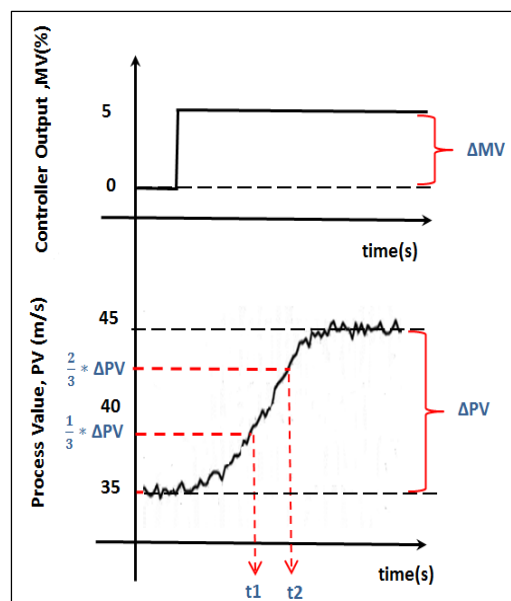 Controller Output ,MV(%)
5
0
ΔMV
time(s)
Process Value, PV (m/s)
45
2/3 * ΔPV
40
1/3 * ΔPV
35
ΔPV
time(s)
t1 t2